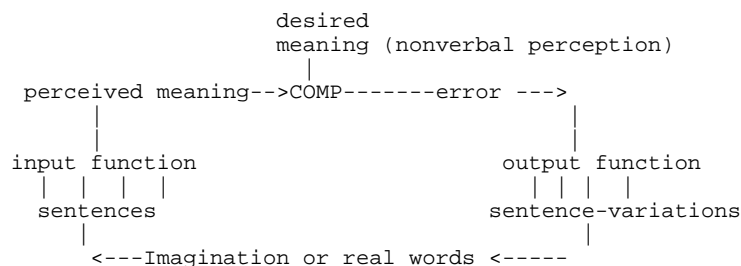 desired
meaning (nonverbal perception)
|
perceived meaning-->COMP-------error --->
| |
| |
input function output function
| | | | | | | |
sentences sentence-variations
| |
<---Imagination or real words <-----